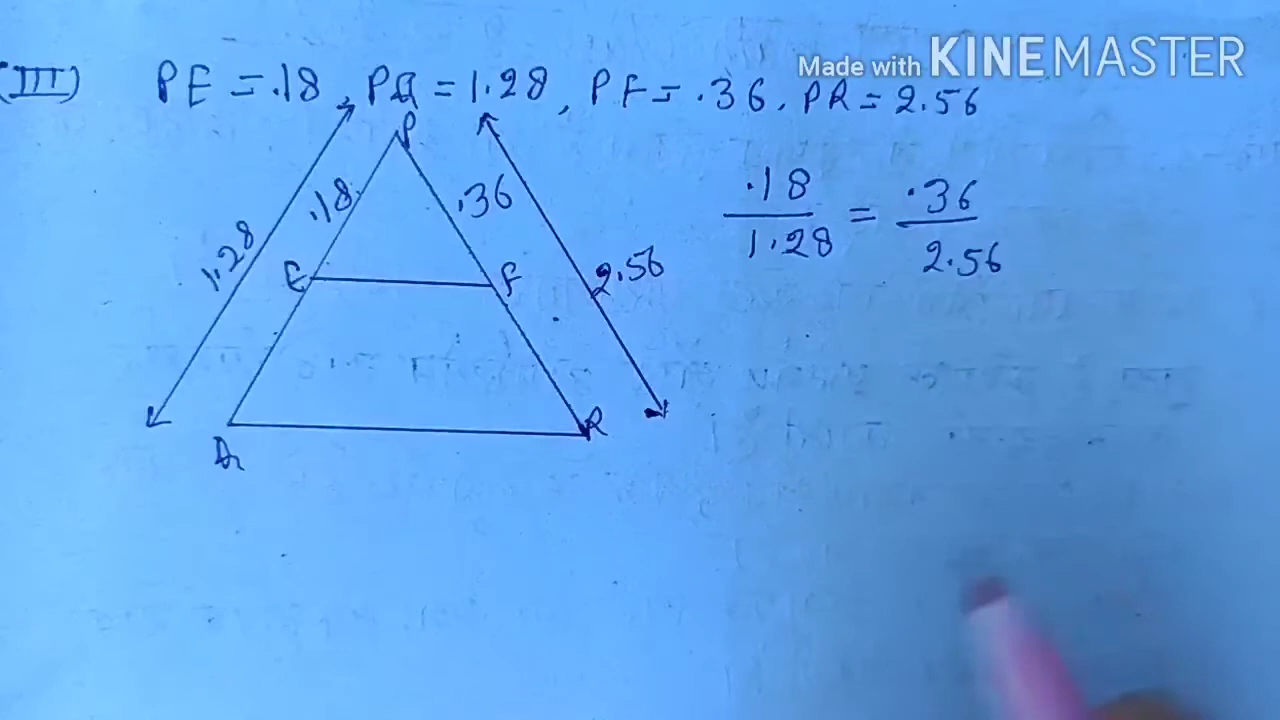 Made with KINEMASTER
(III) PE = .18, PQ = 1.28, PF = .36, PR = 2.56
P
1.28
.18
.36
2.56
E
F
Q
R
.18/1.28 = .36/2.56